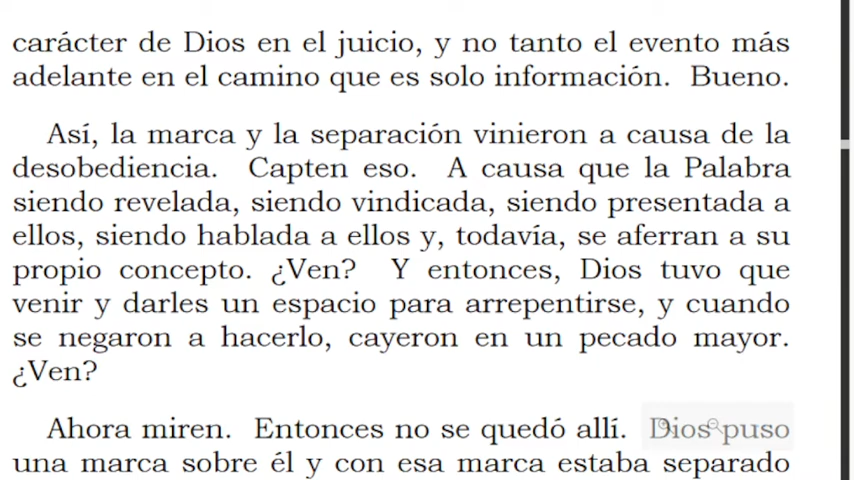 carácter de Dios en el juicio, y no tanto el evento más
adelante en el camino que es solo información. Bueno.
Así, la marca y la separación vinieron a causa de la
desobediencia. Capten eso. A causa que la Palabra
siendo revelada, siendo vindicada, siendo presentada a
ellos, siendo hablada a ellos y, todavía, se aferran a su
propio concepto. ¿Ven? Y entonces, Dios tuvo que
venir y darles un espacio para arrepentirse, y cuando
se negaron a hacerlo, cayeron en un pecado mayor.
¿Ven?
Ahora miren. Entonces no se quedó allí. Dios puso
una marca sobre él y con esa marca estaba separado